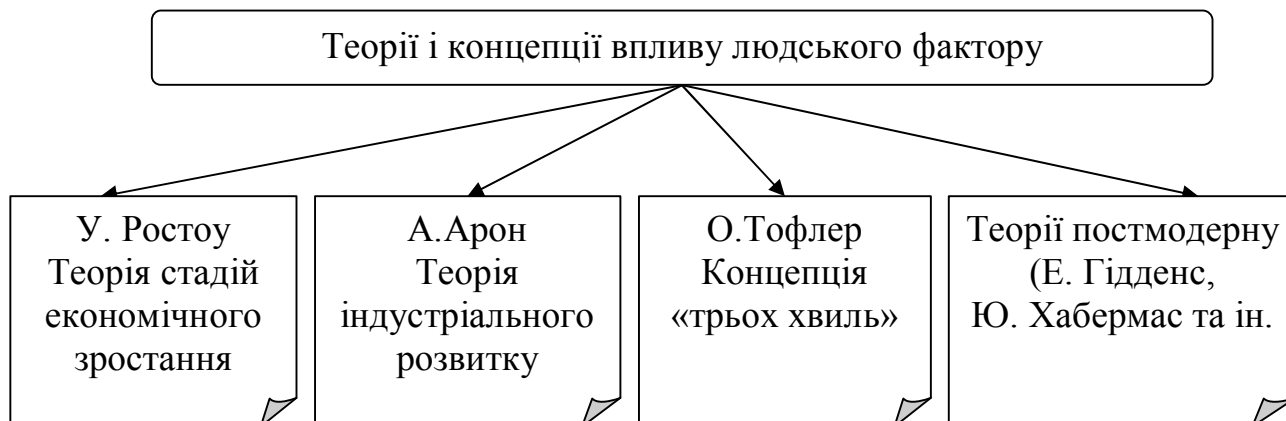 Теорії і концепції впливу людського фактору
У. Ростоу
Теорія стадій
економічного
зростання
А.Арон
Теорія
індустріального
розвитку
О.Тофлер
Концепція
«трьох хвиль»
Теорії постмодерну
(Е. Гідденс,
Ю. Хабермас та ін.